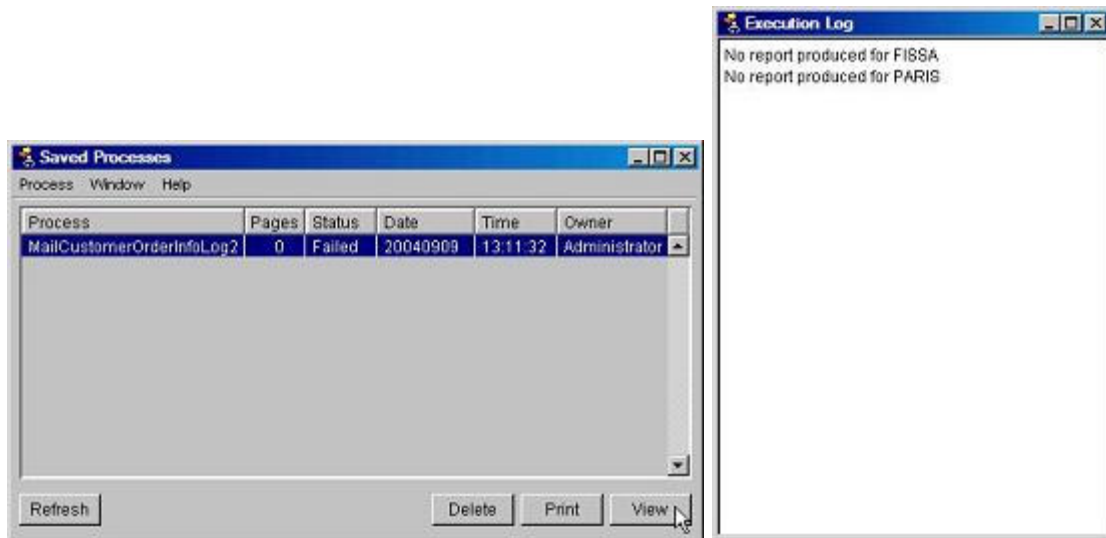 Saved Processes
Process Window Help
Process Pages Status Date Time Owner
MailCustomerOrderInfoLog2 0 Failed 20040909 13:11:32 Administrator
Refresh Delete Print View
Execution Log
No report produced for FISSA
No report produced for PARIS